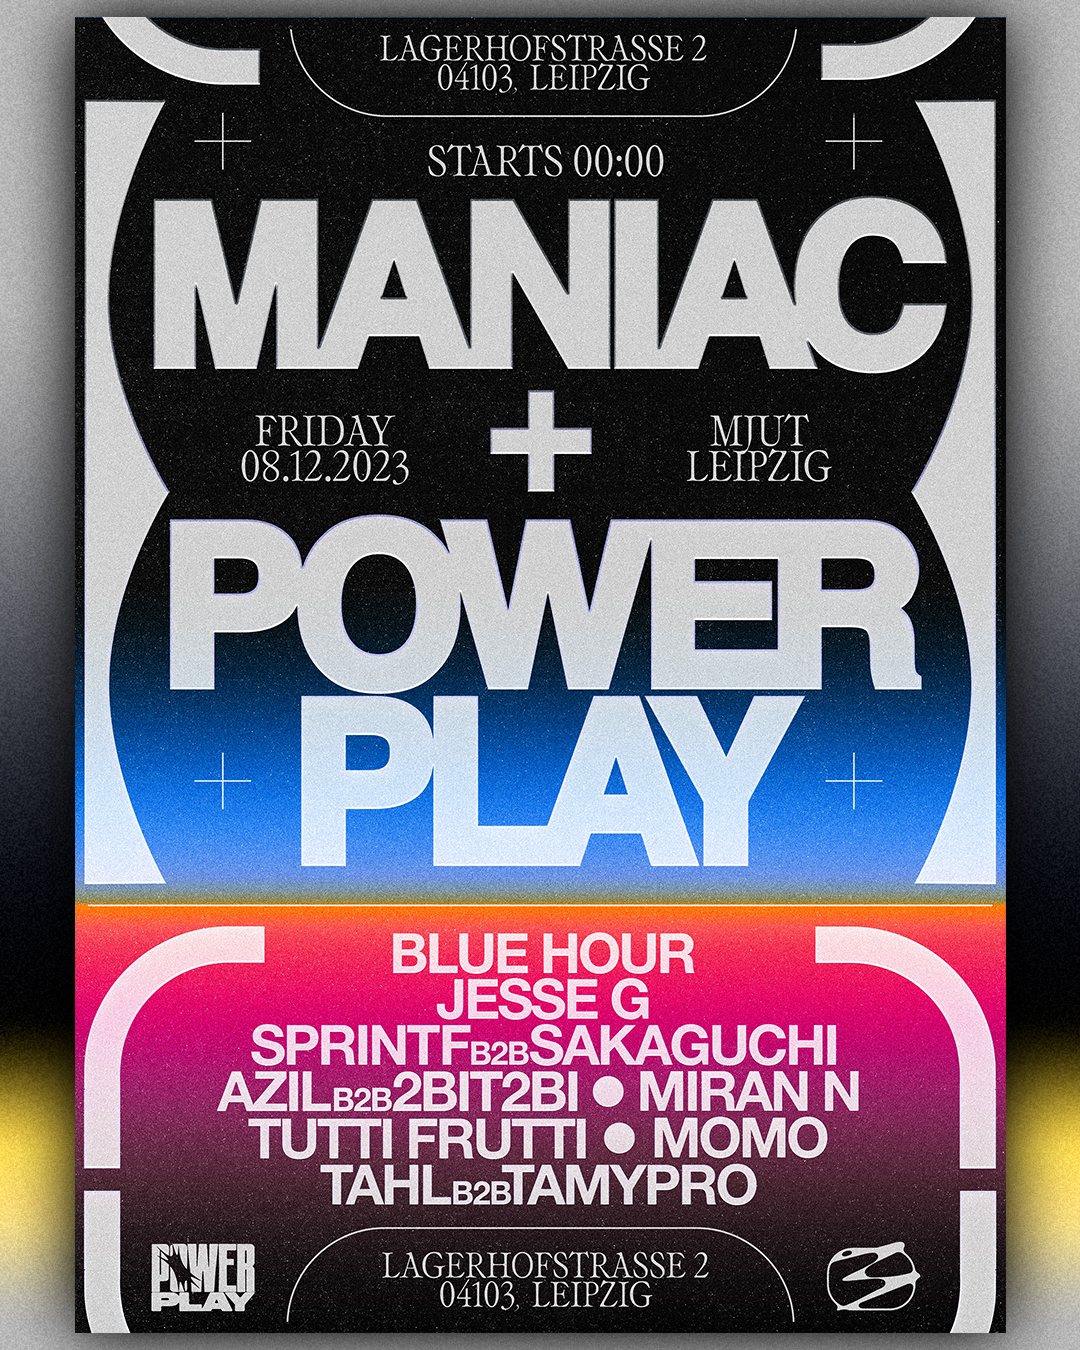 LAGERHOFSTRASSE 2
04103, LEIPZIG
STARTS 00:00
MANIAC
+
FRIDAY
08.12.2023
MJUT
LEIPZIG
POWER
PLAY
BLUE HOUR
JESSE G
SPRINTF B2B SAKAGUCHI
AZIL B2B 2BIT2BI ● MIRAN N
TUTTI FRUTTI ● MOMO
TAHL B2B TAMYPRO
POWER
PLAY
LAGERHOFSTRASSE 2
04103, LEIPZIG